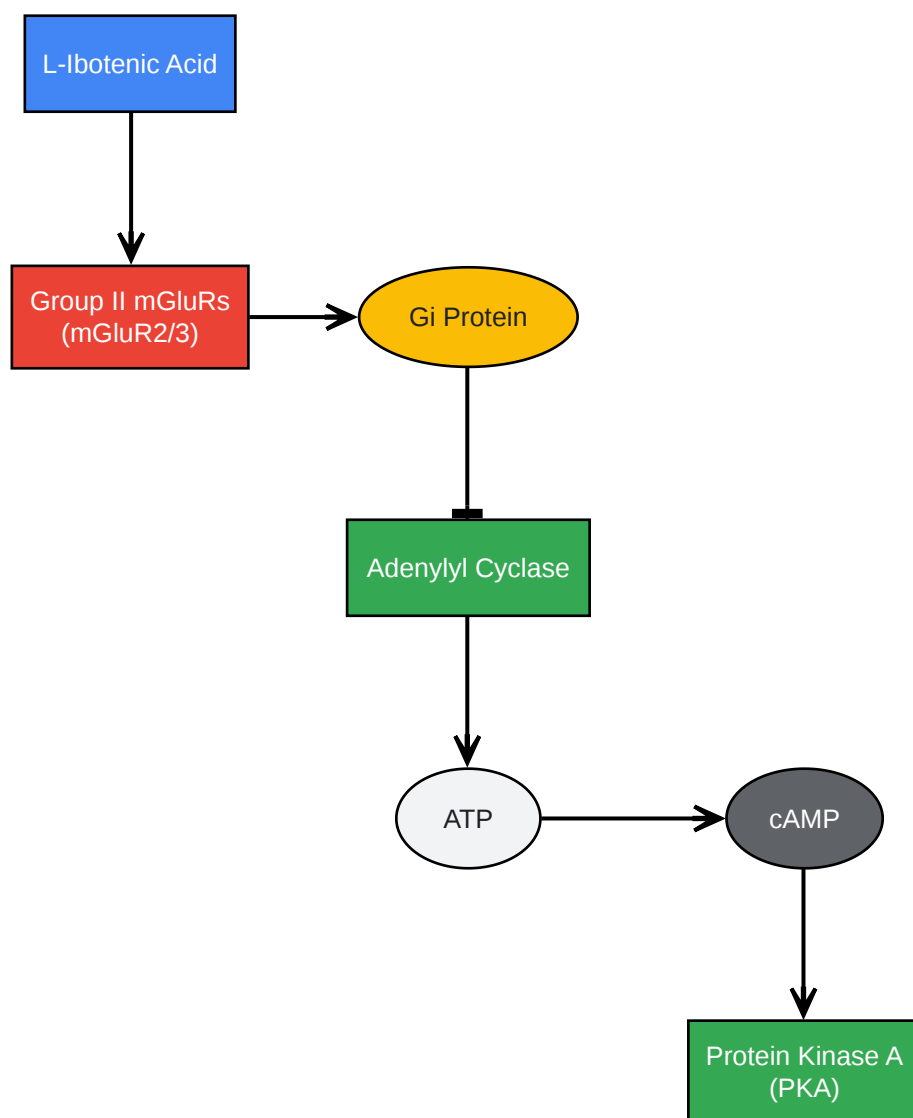 L-Ibotenic Acid
Group II mGluRs
(mGluR2/3)
Gi Protein
Adenylyl Cyclase
ATP
cAMP
Protein Kinase A
(PKA)